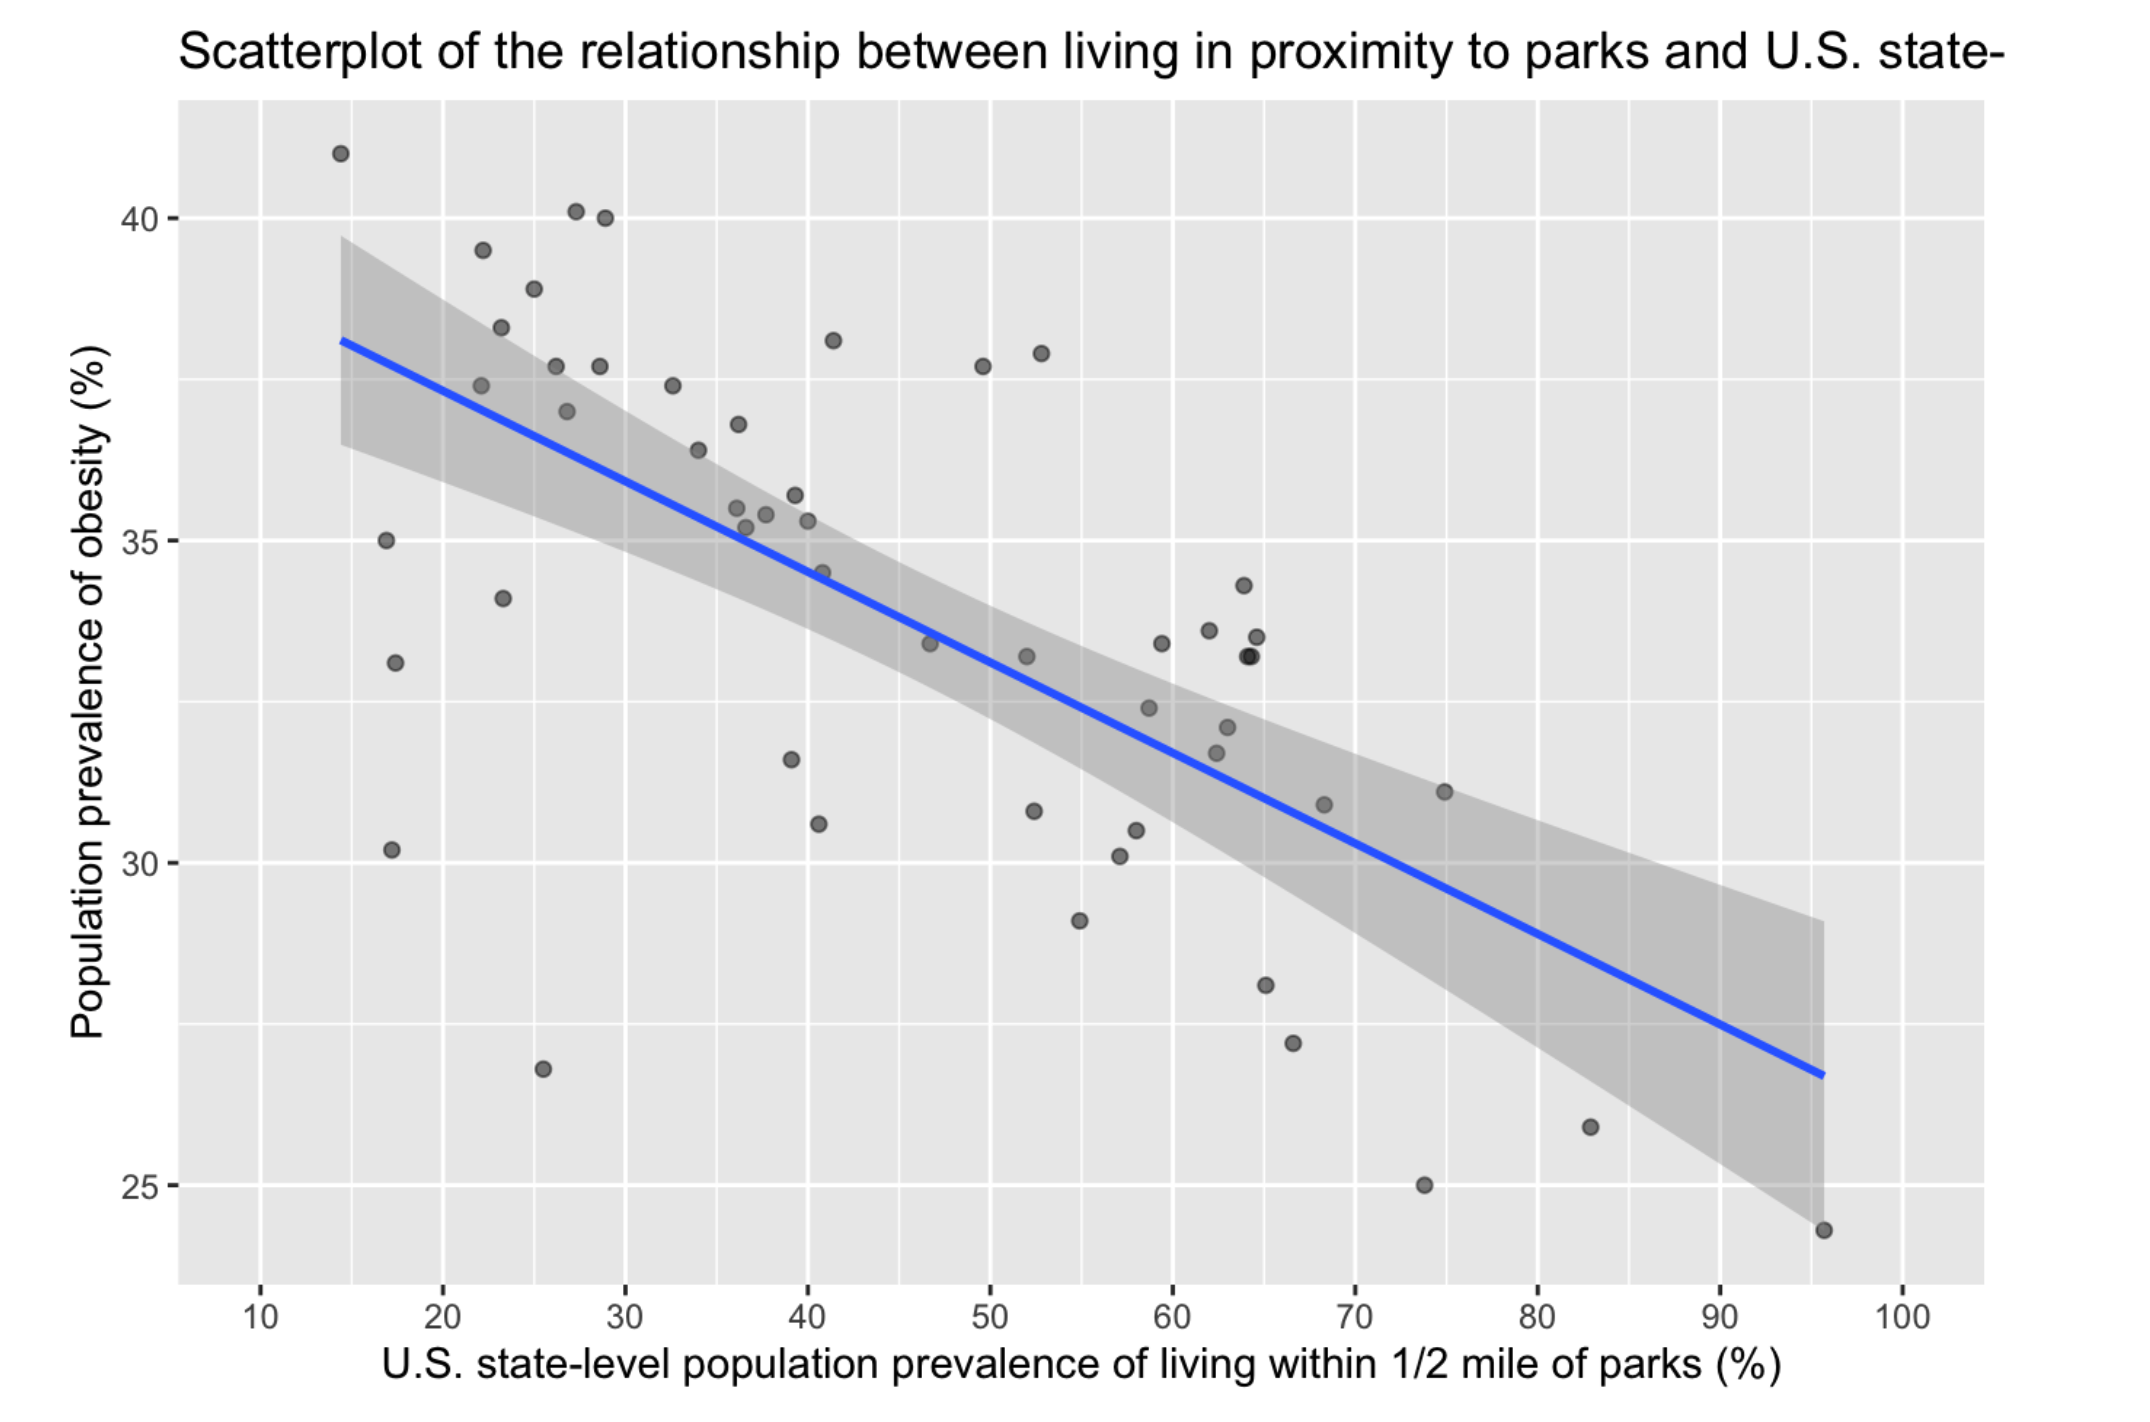 Scatterplot of the relationship between living in proximity to parks and U.S. state-
40
35
30
25
Population prevalence of obesity (%)
10 20 30 40 50 60 70 80 90 100
U.S. state-level population prevalence of living within 1/2 mile of parks (%)